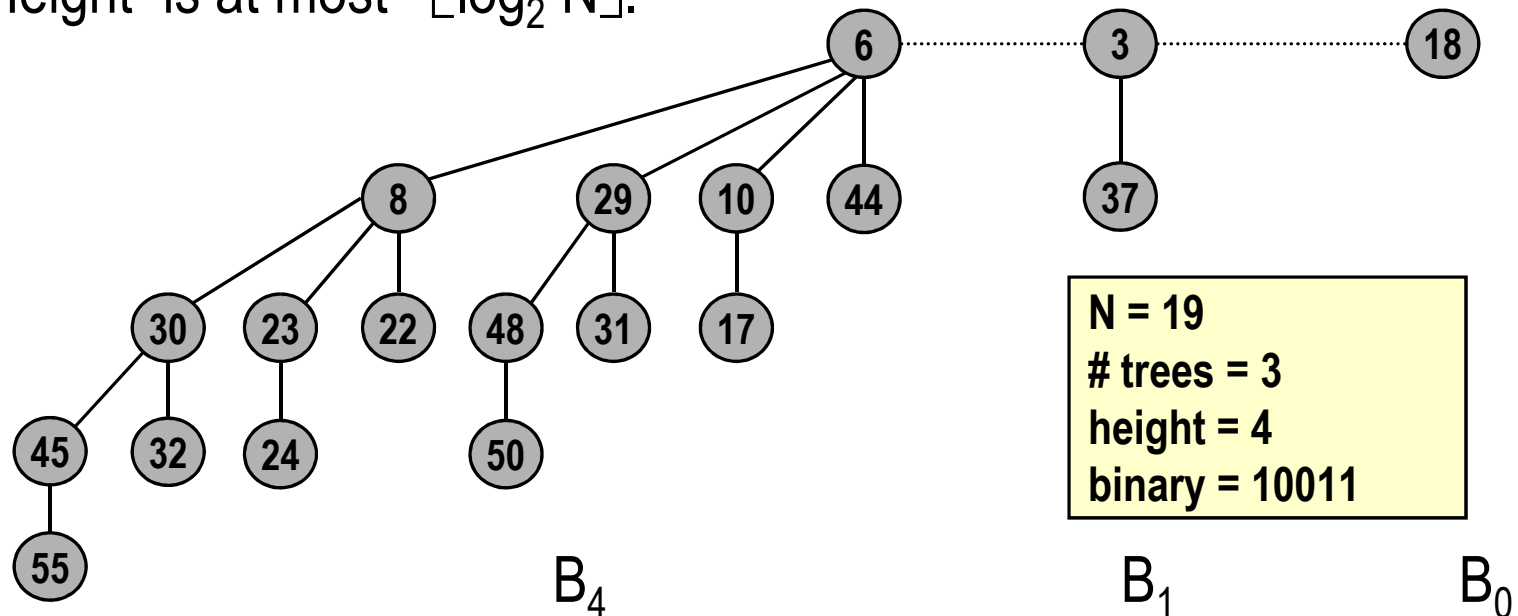 height is at most ⌊log₂ N⌋.
6 3 18
8 29 10 44 37
30 23 22 48 31 17
45 32 24 50
55
N = 19
# trees = 3
height = 4
binary = 10011
B₄ B₁ B₀